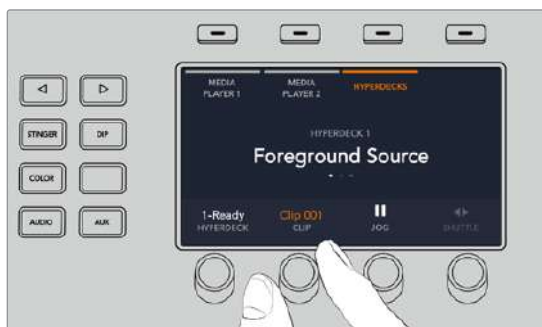 MEDIA PLAYER 1
MEDIA PLAYER 2
HYPERDECKS
HYPERDECK 1
Foreground Source
1-Ready
HYPERDECK
Clip 001
CLIP
JOG
SHUTTLE
STINGER
DIP
COLOR
AUDIO
AUX